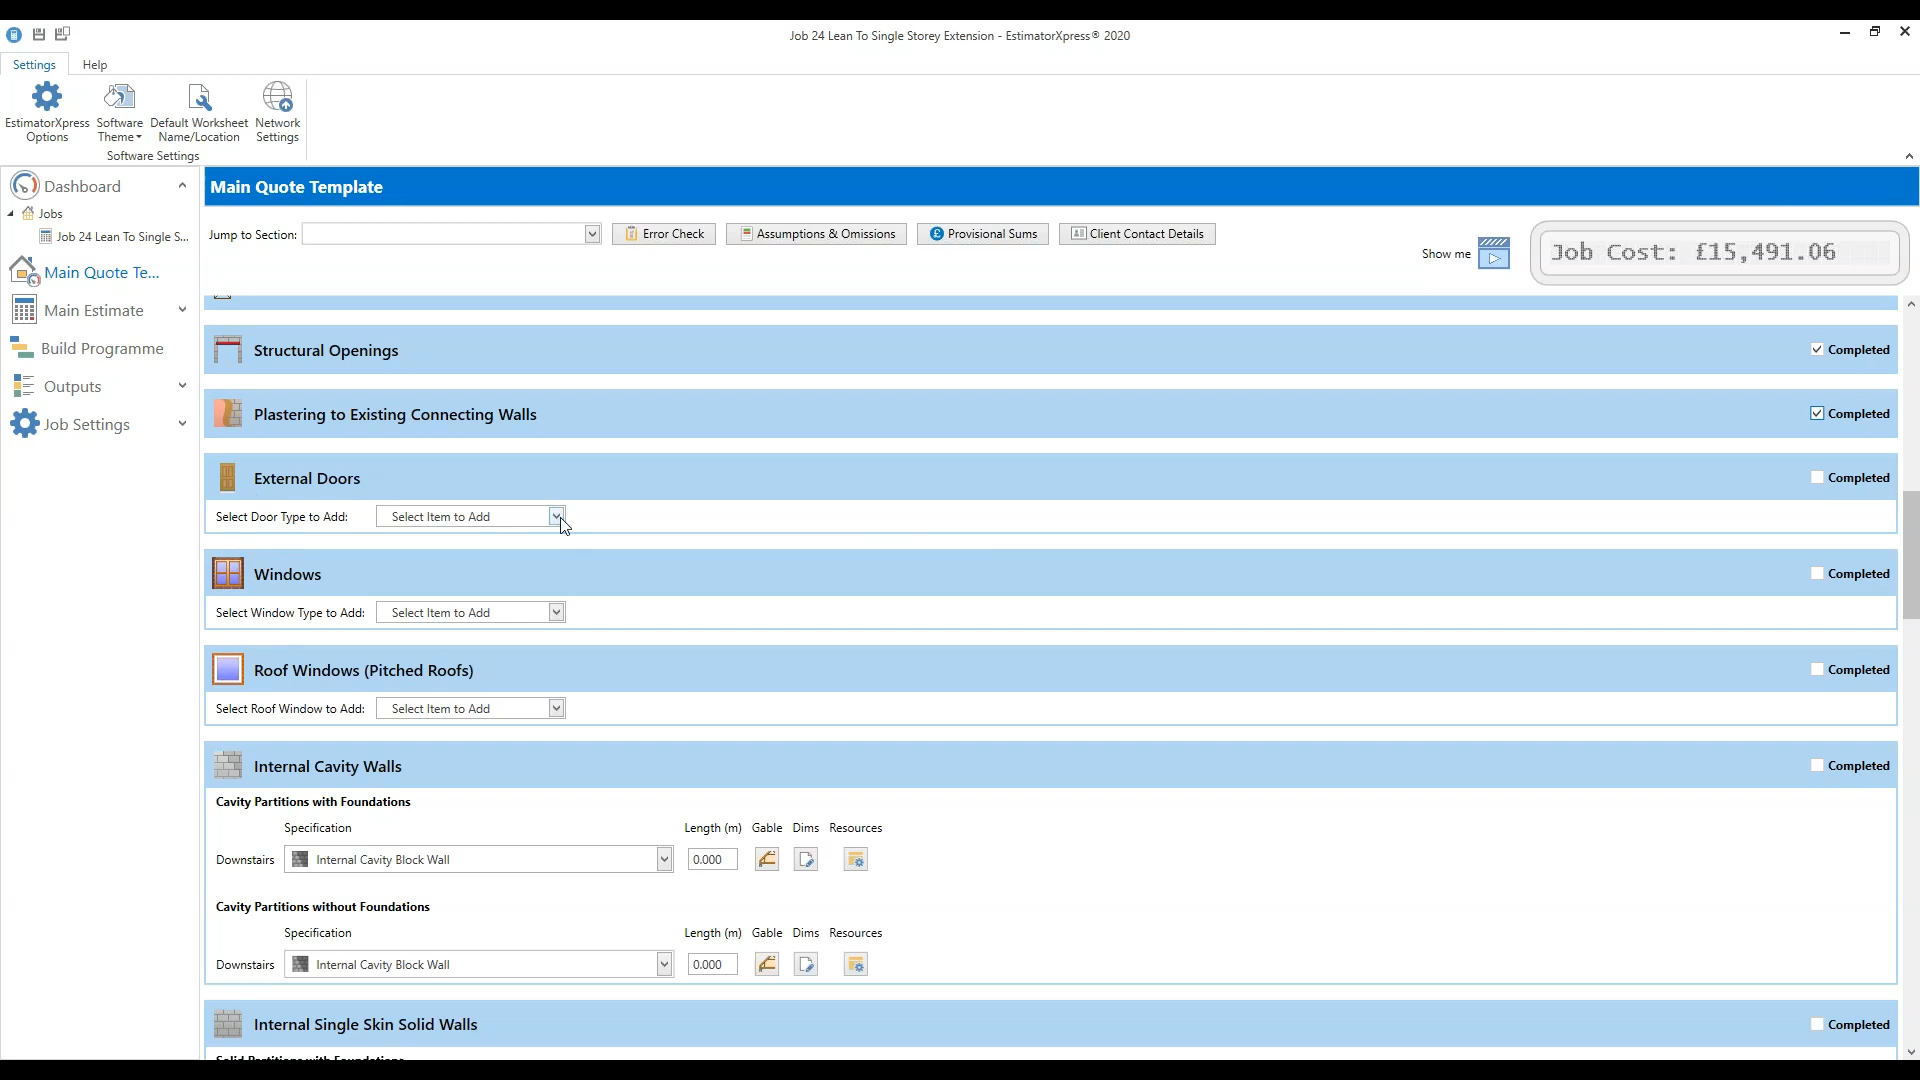 Job 24 Lean To Single Storey Extension - EstimatorXpress® 2020
Settings Help
EstimatorXpress Options
Software Theme
Default Worksheet Name/Location
Network Settings
Software Settings
Dashboard
Jobs
Job 24 Lean To Single S...
Main Quote Te...
Main Estimate
Build Programme
Outputs
Job Settings
Main Quote Template
Jump to Section: Error Check Assumptions & Omissions Provisional Sums Client Contact Details
Show me
Job Cost: £15,491.06
Structural Openings Completed
Plastering to Existing Connecting Walls Completed
External Doors Completed
Select Door Type to Add: Select Item to Add
Windows Completed
Select Window Type to Add: Select Item to Add
Roof Windows (Pitched Roofs) Completed
Select Roof Window to Add: Select Item to Add
Internal Cavity Walls Completed
Cavity Partitions with Foundations
Specification Length (m) Gable Dims Resources
Downstairs Internal Cavity Block Wall 0.000
Cavity Partitions without Foundations
Specification Length (m) Gable Dims Resources
Downstairs Internal Cavity Block Wall 0.000
Internal Single Skin Solid Walls Completed
Solid Partitions with Foundations